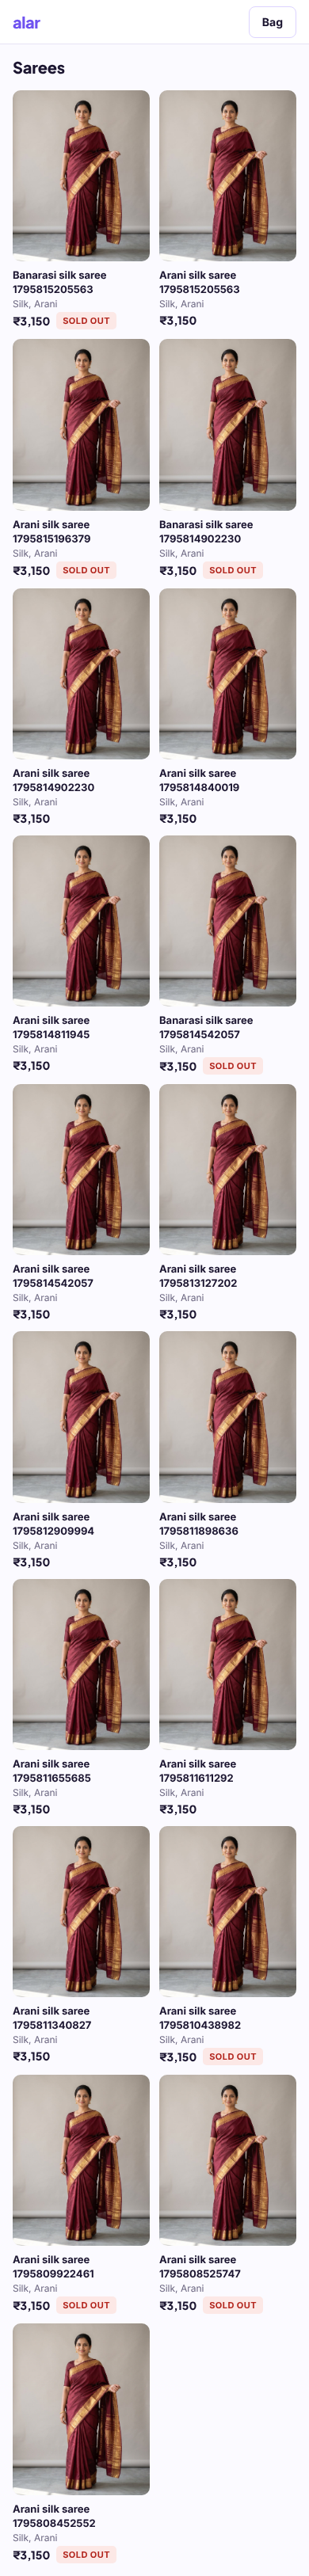 alar
Bag
Sarees
Banarasi silk saree
1795815205563
Silk, Arani
₹3,150 SOLD OUT
Arani silk saree
1795815205563
Silk, Arani
₹3,150
Arani silk saree
1795815196379
Silk, Arani
₹3,150 SOLD OUT
Banarasi silk saree
1795814902230
Silk, Arani
₹3,150 SOLD OUT
Arani silk saree
1795814902230
Silk, Arani
₹3,150
Arani silk saree
1795814840019
Silk, Arani
₹3,150
Arani silk saree
1795814811945
Silk, Arani
₹3,150
Banarasi silk saree
1795814542057
Silk, Arani
₹3,150 SOLD OUT
Arani silk saree
1795814542057
Silk, Arani
₹3,150
Arani silk saree
1795813127202
Silk, Arani
₹3,150
Arani silk saree
1795812909994
Silk, Arani
₹3,150
Arani silk saree
1795811898636
Silk, Arani
₹3,150
Arani silk saree
1795811655685
Silk, Arani
₹3,150
Arani silk saree
1795811611292
Silk, Arani
₹3,150
Arani silk saree
1795811340827
Silk, Arani
₹3,150
Arani silk saree
1795810438982
Silk, Arani
₹3,150 SOLD OUT
Arani silk saree
1795809922461
Silk, Arani
₹3,150 SOLD OUT
Arani silk saree
1795808525747
Silk, Arani
₹3,150 SOLD OUT
Arani silk saree
1795808452552
Silk, Arani
₹3,150 SOLD OUT